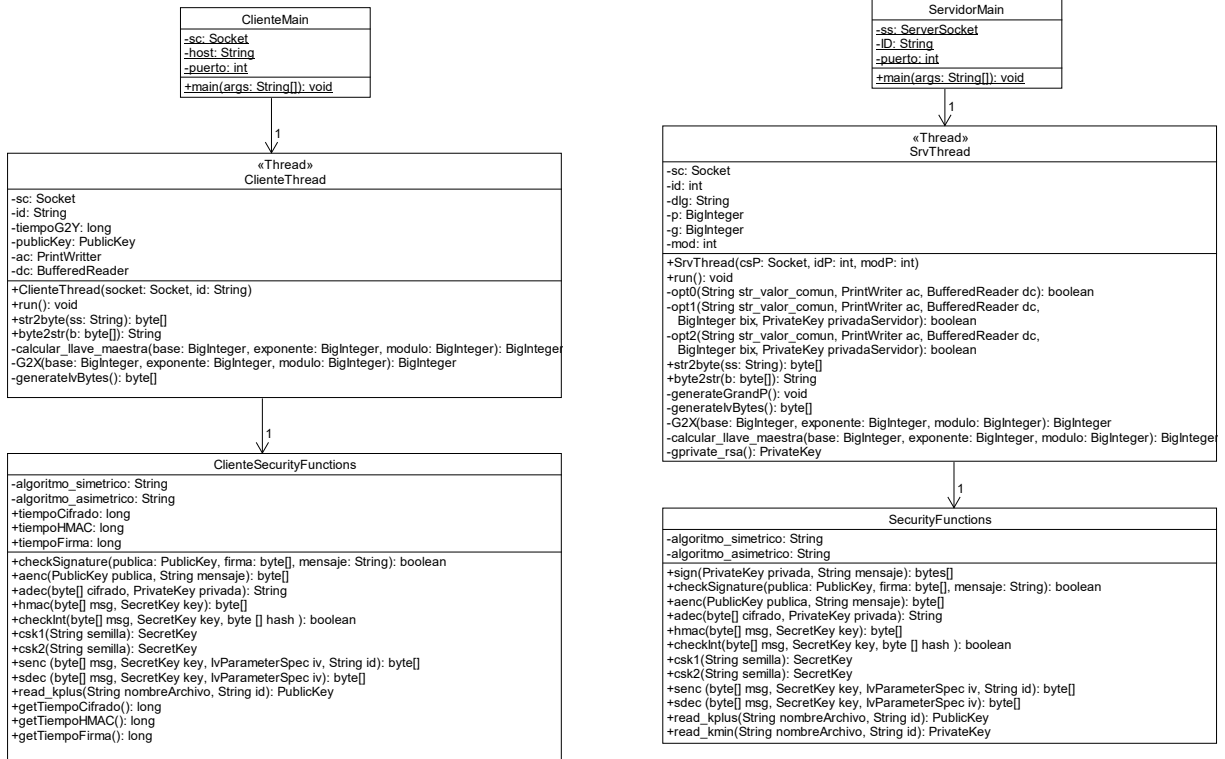 ClienteMain
-sc: Socket
-host: String
-puerto: int
+main(args: String[]): void
1
«Thread»
ClienteThread
-sc: Socket
-id: String
-tiempoG2Y: long
-publicKey: PublicKey
-ac: PrintWritter
-dc: BufferedReader
+ClienteThread(socket: Socket, id: String)
+run(): void
+str2byte(ss: String): byte[]
+byte2str(b: byte[]): String
-calcular_llave_maestra(base: BigInteger, exponente: BigInteger, modulo: BigInteger): BigInteger
-G2X(base: BigInteger, exponente: BigInteger, modulo: BigInteger): BigInteger
-generateIvBytes(): byte[]
1
ClienteSecurityFunctions
-algoritmo_simetrico: String
-algoritmo_asimetrico: String
+tiempoCifrado: long
+tiempoHMAC: long
+tiempoFirma: long
+checkSignature(publica: PublicKey, firma: byte[], mensaje: String): boolean
+aenc(PublicKey publica, String mensaje): byte[]
+adec(byte[] cifrado, PrivateKey privada): String
+hmac(byte[] msg, SecretKey key): byte[]
+checkInt(byte[] msg, SecretKey key, byte [] hash ): boolean
+csk1(String semilla): SecretKey
+csk2(String semilla): SecretKey
+senc (byte[] msg, SecretKey key, IvParameterSpec iv, String id): byte[]
+sdec (byte[] msg, SecretKey key, IvParameterSpec iv): byte[]
+read_kplus(String nombreArchivo, String id): PublicKey
+getTiempoCifrado(): long
+getTiempoHMAC(): long
+getTiempoFirma(): long
ServidorMain
-ss: ServerSocket
-ID: String
-puerto: int
+main(args: String[]): void
1
«Thread»
SrvThread
-sc: Socket
-id: int
-dlg: String
-p: BigInteger
-g: BigInteger
-mod: int
+SrvThread(csP: Socket, idP: int, modP: int)
+run(): void
-opt0(String str_valor_comun, PrintWriter ac, BufferedReader dc): boolean
-opt1(String str_valor_comun, PrintWriter ac, BufferedReader dc,
BigInteger bix, PrivateKey privadaServidor): boolean
-opt2(String str_valor_comun, PrintWriter ac, BufferedReader dc,
BigInteger bix, PrivateKey privadaServidor): boolean
+str2byte(ss: String): byte[]
+byte2str(b: byte[]): String
-generateGrandP(): void
-generateIvBytes(): byte[]
-G2X(base: BigInteger, exponente: BigInteger, modulo: BigInteger): BigInteger
-calcular_llave_maestra(base: BigInteger, exponente: BigInteger, modulo: BigInteger): BigInteger
-gprivate_rsa(): PrivateKey
1
SecurityFunctions
-algoritmo_simetrico: String
-algoritmo_asimetrico: String
+sign(PrivateKey privada, String mensaje): bytes[]
+checkSignature(publica: PublicKey, firma: byte[], mensaje: String): boolean
+aenc(PublicKey publica, String mensaje): byte[]
+adec(byte[] cifrado, PrivateKey privada): String
+hmac(byte[] msg, SecretKey key): byte[]
+checkInt(byte[] msg, SecretKey key, byte [] hash ): boolean
+csk1(String semilla): SecretKey
+csk2(String semilla): SecretKey
+senc (byte[] msg, SecretKey key, IvParameterSpec iv, String id): byte[]
+sdec (byte[] msg, SecretKey key, IvParameterSpec iv): byte[]
+read_kplus(String nombreArchivo, String id): PublicKey
+read_kmin(String nombreArchivo, String id): PrivateKey